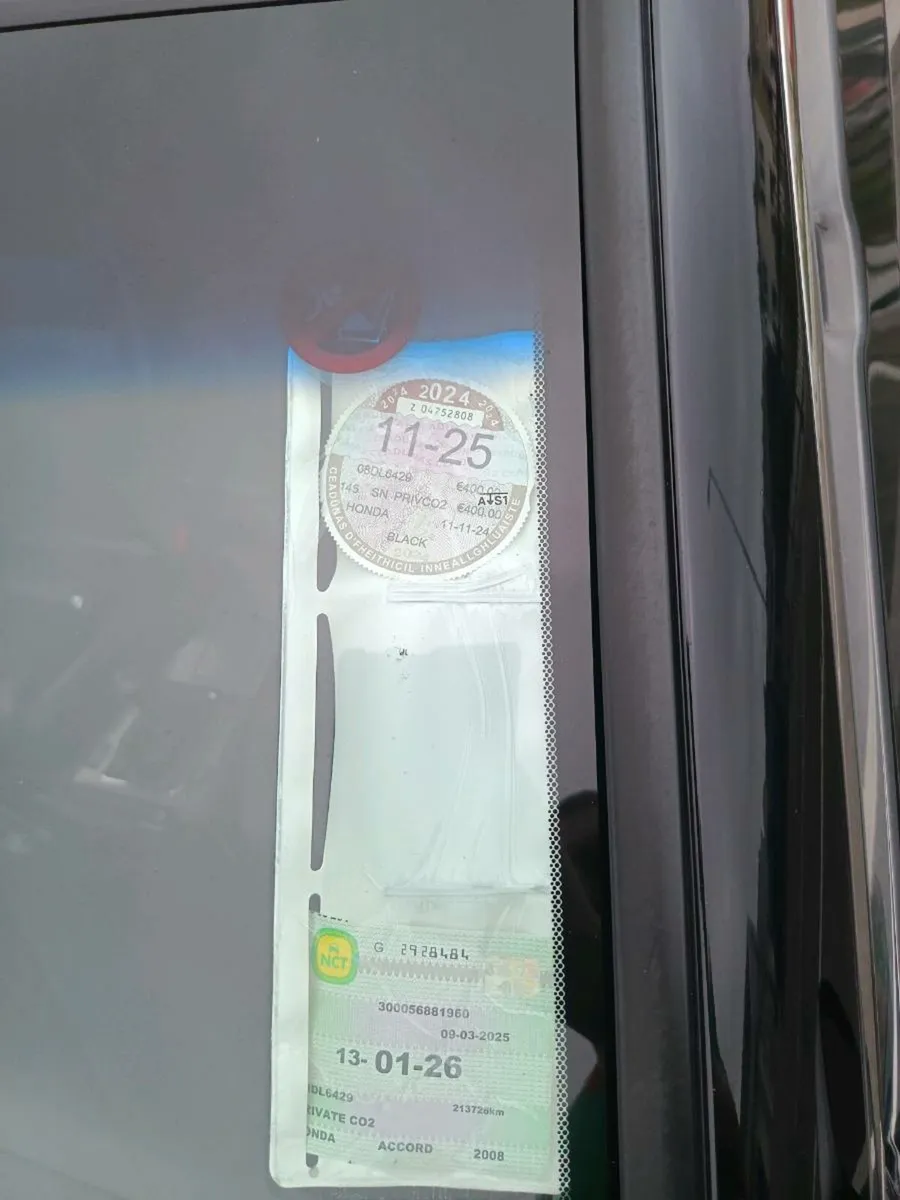 2024 2024 2024
Z 04752808
11-25
08DL6429 €400.00
145 SN PRIVCO2 €400.00
HONDA 11-11-24
BLACK
CEADÚNAS D'FHEITHICIL INNEALLGHLUAISTE
NCT G 2928484
300056881960
09-03-2025
13- 01-26
DL6429 213726km
RIVATE CO2
ONDA ACCORD 2008